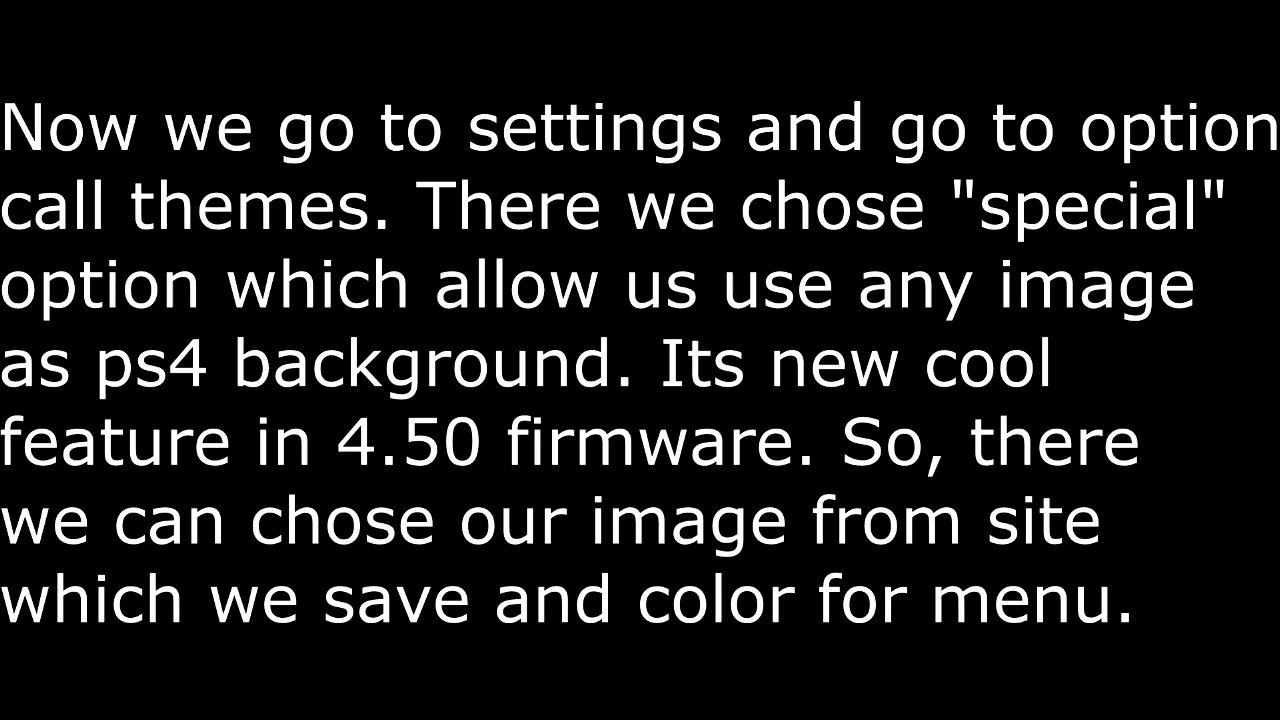 Now we go to settings and go to option
call themes. There we chose "special"
option which allow us use any image
as ps4 background. Its new cool
feature in 4.50 firmware. So, there
we can chose our image from site
which we save and color for menu.